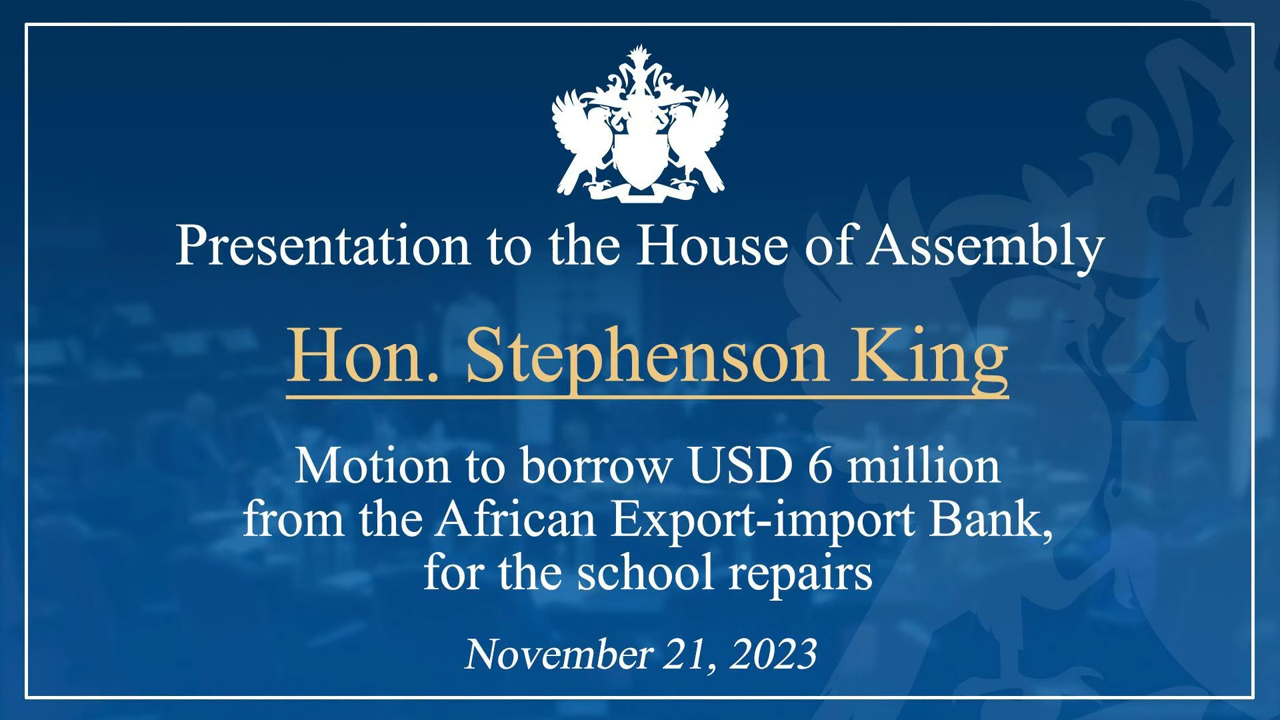 Presentation to the House of Assembly
Hon. Stephenson King
Motion to borrow USD 6 million
from the African Export-import Bank,
for the school repairs
November 21, 2023